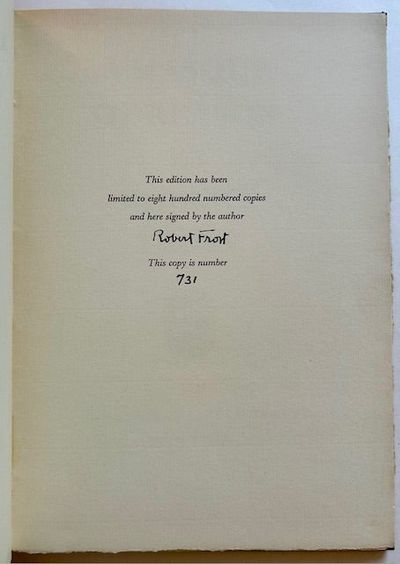 This edition has been
limited to eight hundred numbered copies
and here signed by the author
Robert Frost
This copy is number
731